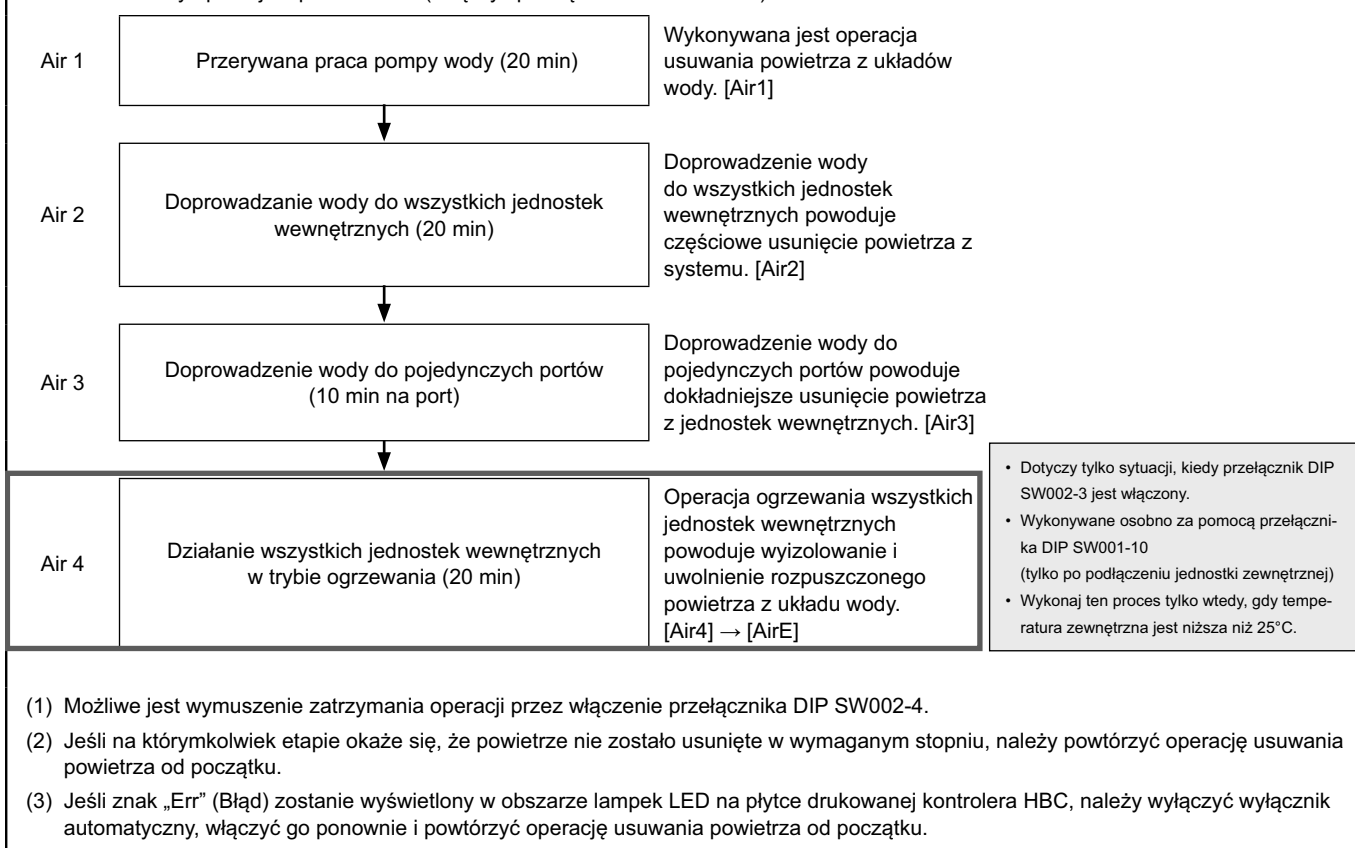 Air 1
Przerywana praca pompy wody (20 min)
Wykonywana jest operacja
usuwania powietrza z układów
wody. [Air1]
Air 2
Doprowadzanie wody do wszystkich jednostek
wewnętrznych (20 min)
Doprowadzenie wody
do wszystkich jednostek
wewnętrznych powoduje
częściowe usunięcie powietrza z
systemu. [Air2]
Air 3
Doprowadzenie wody do pojedynczych portów
(10 min na port)
Doprowadzenie wody do
pojedynczych portów powoduje
dokładniejsze usunięcie powietrza
z jednostek wewnętrznych. [Air3]
Air 4
Działanie wszystkich jednostek wewnętrznych
w trybie ogrzewania (20 min)
Operacja ogrzewania wszystkich
jednostek wewnętrznych
powoduje wyizolowanie i
uwolnienie rozpuszczonego
powietrza z układu wody.
[Air4] → [AirE]
• Dotyczy tylko sytuacji, kiedy przełącznik DIP
SW002-3 jest włączony.
• Wykonywane osobno za pomocą przełączni-
ka DIP SW001-10
(tylko po podłączeniu jednostki zewnętrznej)
• Wykonaj ten proces tylko wtedy, gdy tempe-
ratura zewnętrzna jest niższa niż 25°C.
(1) Możliwe jest wymuszenie zatrzymania operacji przez włączenie przełącznika DIP SW002-4.
(2) Jeśli na którymkolwiek etapie okaże się, że powietrze nie zostało usunięte w wymaganym stopniu, należy powtórzyć operację usuwania
powietrza od początku.
(3) Jeśli znak „Err” (Błąd) zostanie wyświetlony w obszarze lampek LED na płytce drukowanej kontrolera HBC, należy wyłączyć wyłącznik
automatyczny, włączyć go ponownie i powtórzyć operację usuwania powietrza od początku.